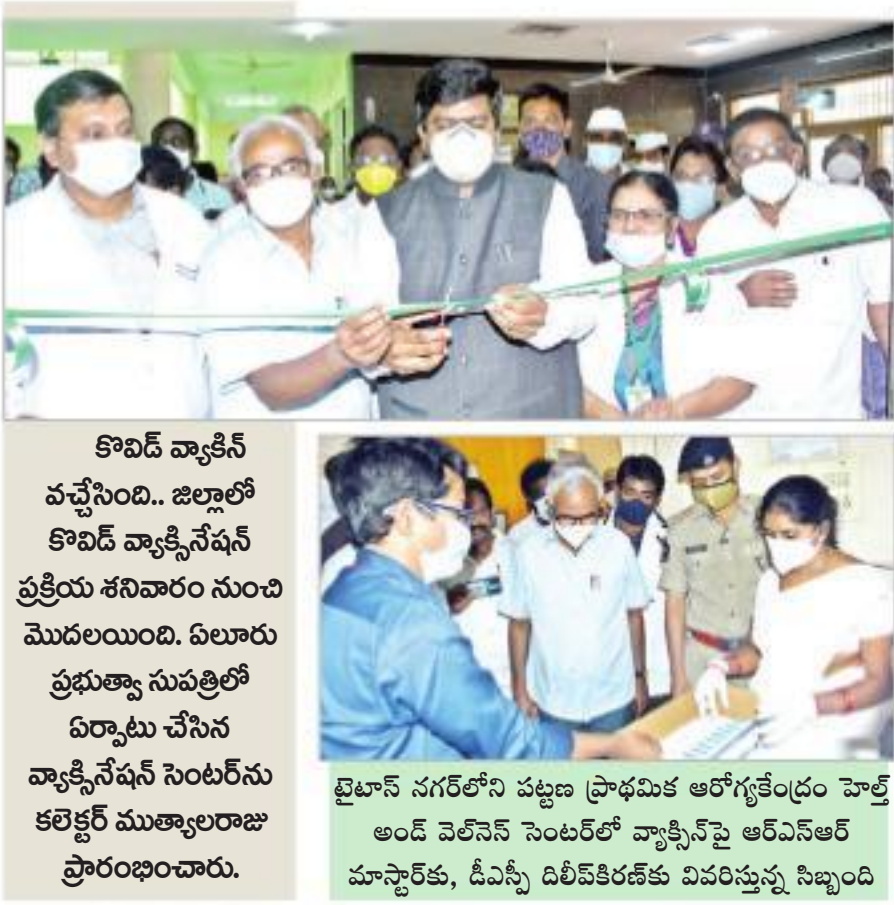 కొవిడ్ వ్యాకిన్
వచ్చేసింది.. జిల్లాలో
కొవిడ్ వ్యాక్సినేషన్
ప్రక్రియ శనివారం నుంచి
మొదలయింది. ఏలూరు
ప్రభుత్వా సుపత్రిలో
ఏర్పాటు చేసిన
వ్యాక్సినేషన్ సెంటర్‌ను
కలెక్టర్ ముత్యాలరాజు
ప్రారంభించారు.
టైటాస్ నగర్‌లోని పట్టణ ప్రాథమిక ఆరోగ్యకేంద్రం హెల్త్
అండ్ వెల్‌నెస్ సెంటర్‌లో వ్యాక్సిన్‌పై ఆర్ఎస్ఆర్
మాస్టార్‌కు, డీఎస్పీ దిలీప్‌కిరణ్‌కు వివరిస్తున్న సిబ్బంది